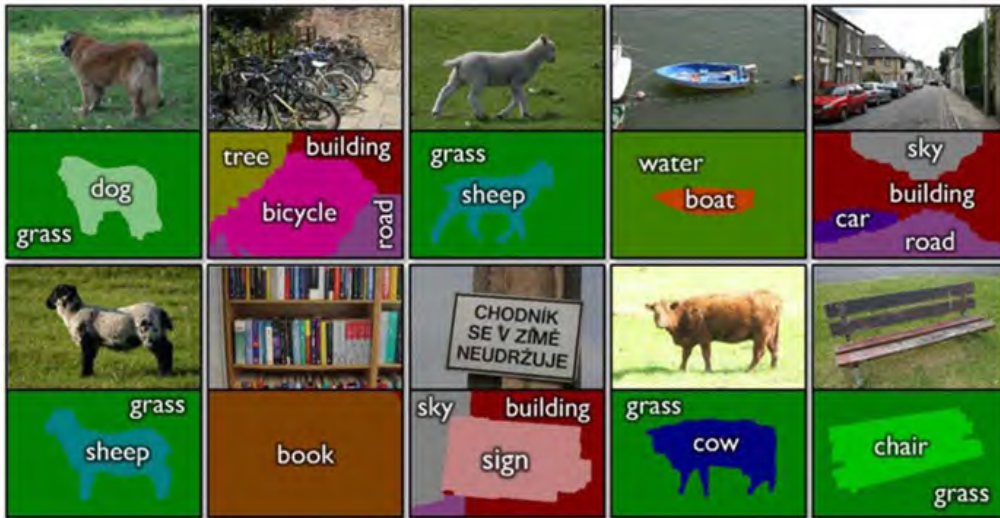 dog
grass
tree
building
bicycle
road
grass
sheep
water
boat
sky
building
car
road
CHODNÍK
SE V ZIMĚ
NEUDRŽUJE
grass
sheep
book
sky
building
sign
grass
cow
chair
grass